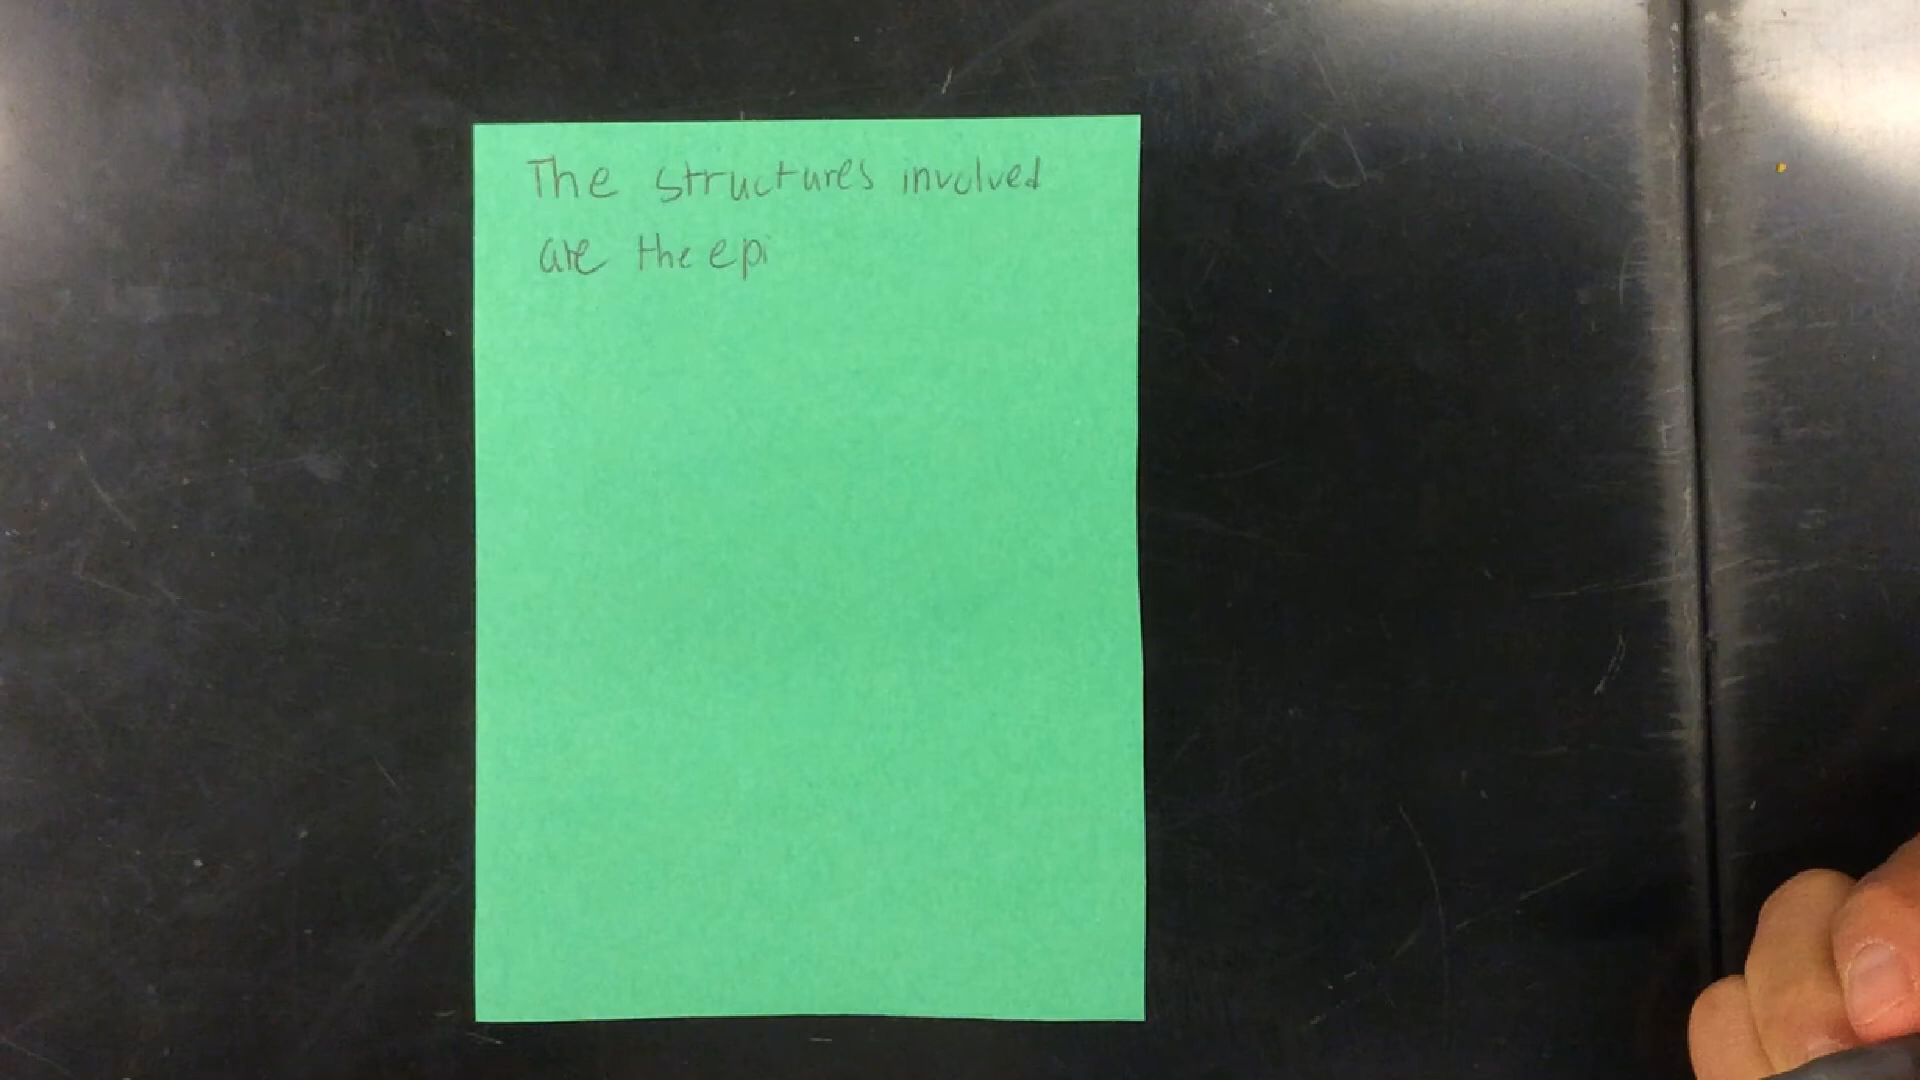 The structures involved
are the epi